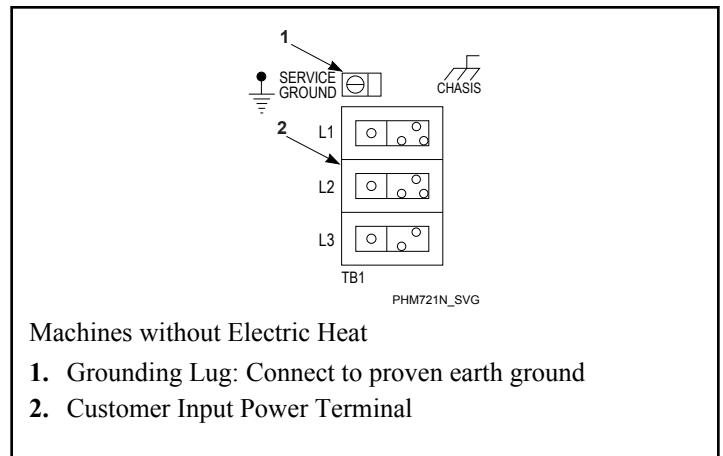 1
SERVICE
GROUND
CHASIS
2
L1
L2
L3
TB1
PHM721N_SVG
Machines without Electric Heat
1. Grounding Lug: Connect to proven earth ground
2. Customer Input Power Terminal